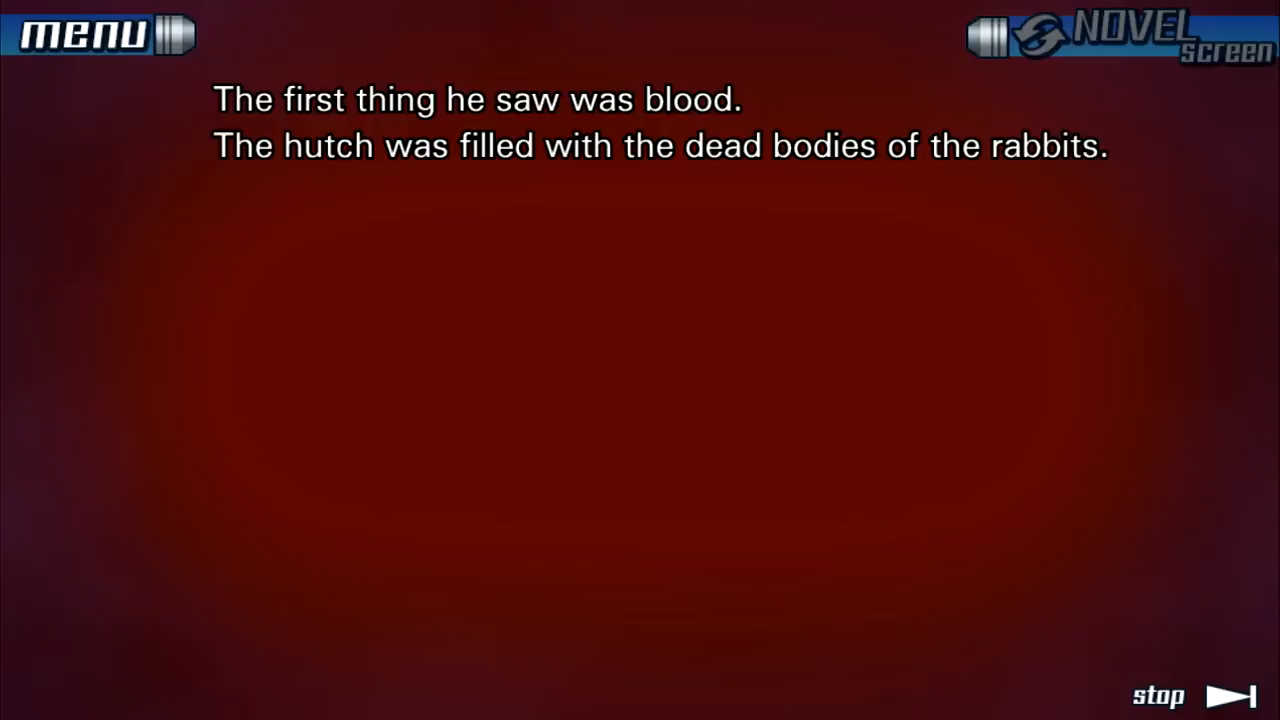 menu
NOVEL
screen
The first thing he saw was blood.
The hutch was filled with the dead bodies of the rabbits.
stop